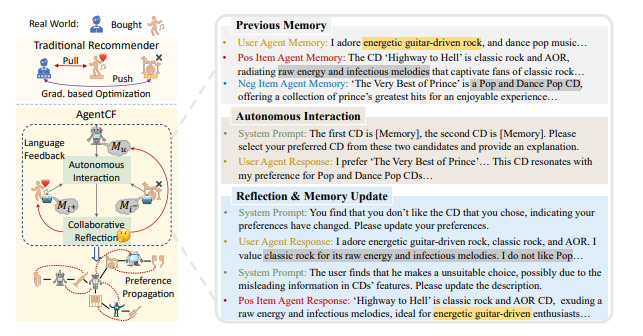 Real World: Bought
Traditional Recommender
Pull
Push
Grad. based Optimization
AgentCF
Language
Feedback
Mu
Autonomous
Interaction
Mi+
Mi-
Collaborative
Reflection
Preference
Propagation
Previous Memory
User Agent Memory: I adore energetic guitar-driven rock, and dance pop music…
Pos Item Agent Memory: The CD 'Highway to Hell' is classic rock and AOR,
radiating raw energy and infectious melodies that captivate fans of classic rock…
Neg Item Agent Memory: 'The Very Best of Prince' is a Pop and Dance Pop CD,
offering a collection of prince's greatest hits for an enjoyable experience…
Autonomous Interaction
System Prompt: The first CD is [Memory], the second CD is [Memory]. Please
select your preferred CD from these two candidates and provide an explanation.
User Agent Response: I prefer 'The Very Best of Prince'… This CD resonates with
my preference for Pop and Dance Pop CDs…
Reflection & Memory Update
System Prompt: You find that you don't like the CD that you chose, indicating your
preferences have changed. Please update your preferences.
User Agent Response: I adore energetic guitar-driven rock, classic rock, and AOR. I
value classic rock for its raw energy and infectious melodies. I do not like Pop…
System Prompt: The user finds that he makes a unsuitable choice, possibly due to the
misleading information in CDs' features. Please update the description.
Pos Item Agent Response: 'Highway to Hell' is classic rock and AOR CD, exuding a
raw energy and infectious melodies, ideal for energetic guitar-driven enthusiasts…